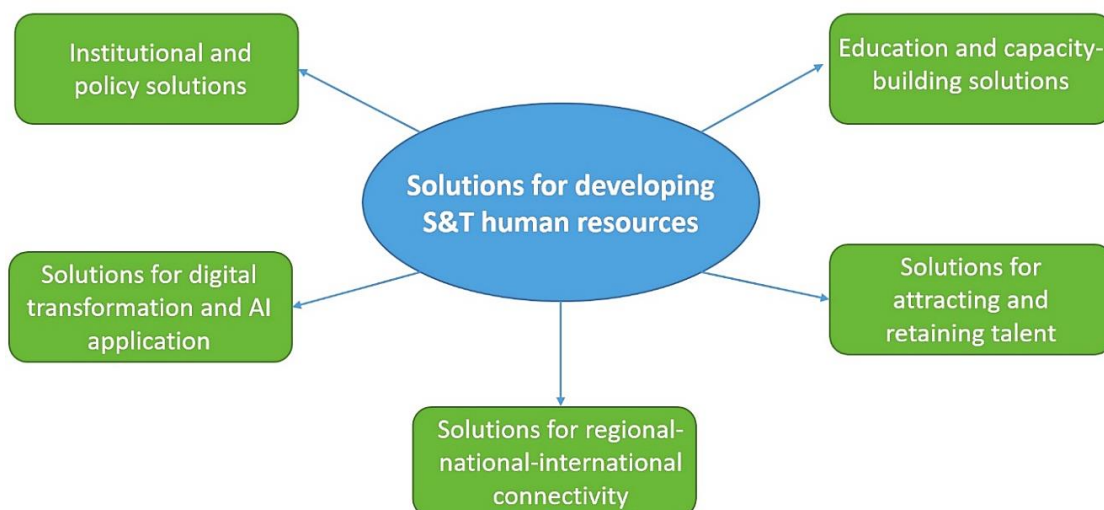 Institutional and
policy solutions
Education and capacity-
building solutions
Solutions for developing
S&T human resources
Solutions for digital
transformation and AI
application
Solutions for
attracting and
retaining talent
Solutions for regional-
national-international
connectivity